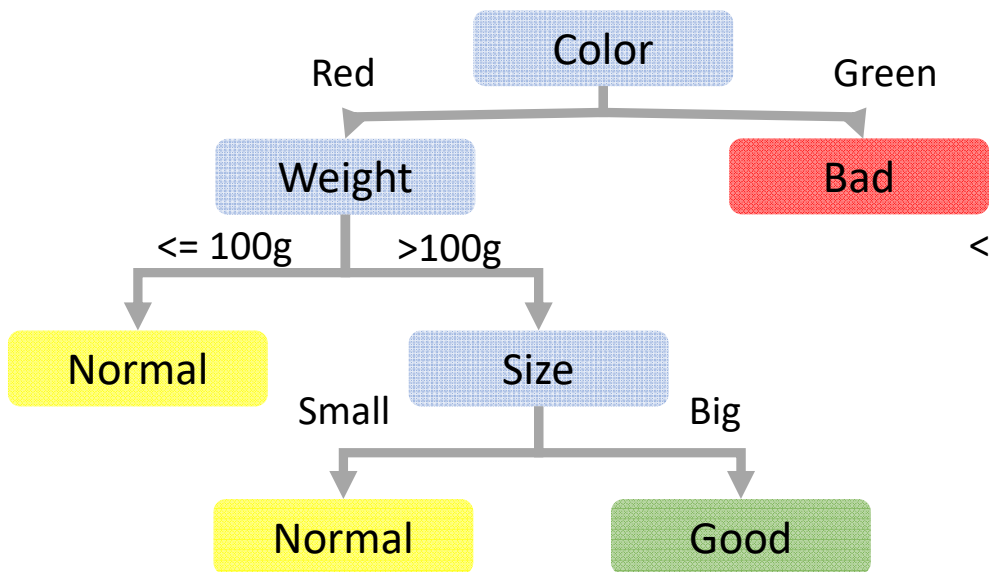 Color
Red
Green
Weight
Bad
<= 100g
>100g
<
Normal
Size
Small
Big
Normal
Good